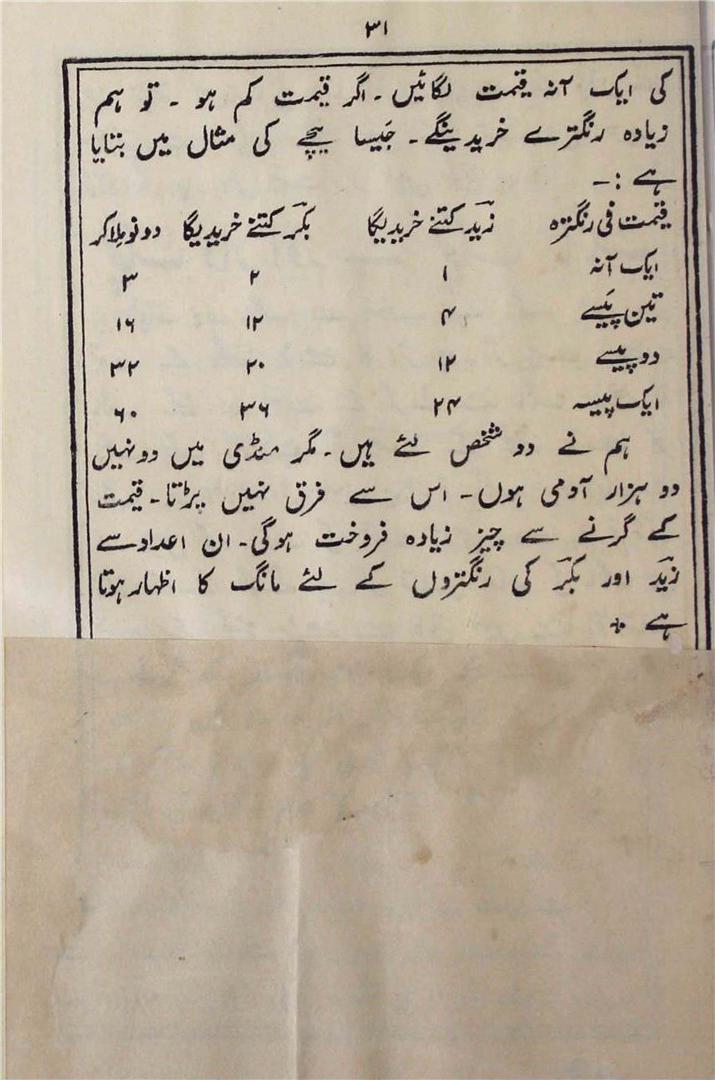 ۳۱
کی ایک آنہ قیمت لگائیں ۔ اگر قیمت کم ہو ۔ تو ہم
زیادہ رنگترے خریدینگے ۔ جَیسا نیچے کی مثال میں بتایا
ہے :۔
قیمت فی رنگترہ زیدؔ کتنے خریدیگا بکرؔ کتنے خریدیگا دونو ملاکر
ایک آنہ ۱ ۲ ۳
تین پَیسے ۴ ۱۲ ۱۶
دو پیسے ۱۲ ۲۰ ۳۲
ایک پیسہ ۲۴ ۳۶ ۶۰
ہم نے دو شخص لئے ہیں ۔ مگر منڈی میں دو نہیں
دو ہزار آدمی ہوں ۔ اس سے فرق نہیں پڑتا ۔ قیمت
کے گرنے سے چیز زیادہ فروخت ہوگی ۔ ان اعداد سے
زیدؔ اور بکرؔ کی رنگتروں کے لئے مانگ کا اظہار ہوتا
ہے ÷